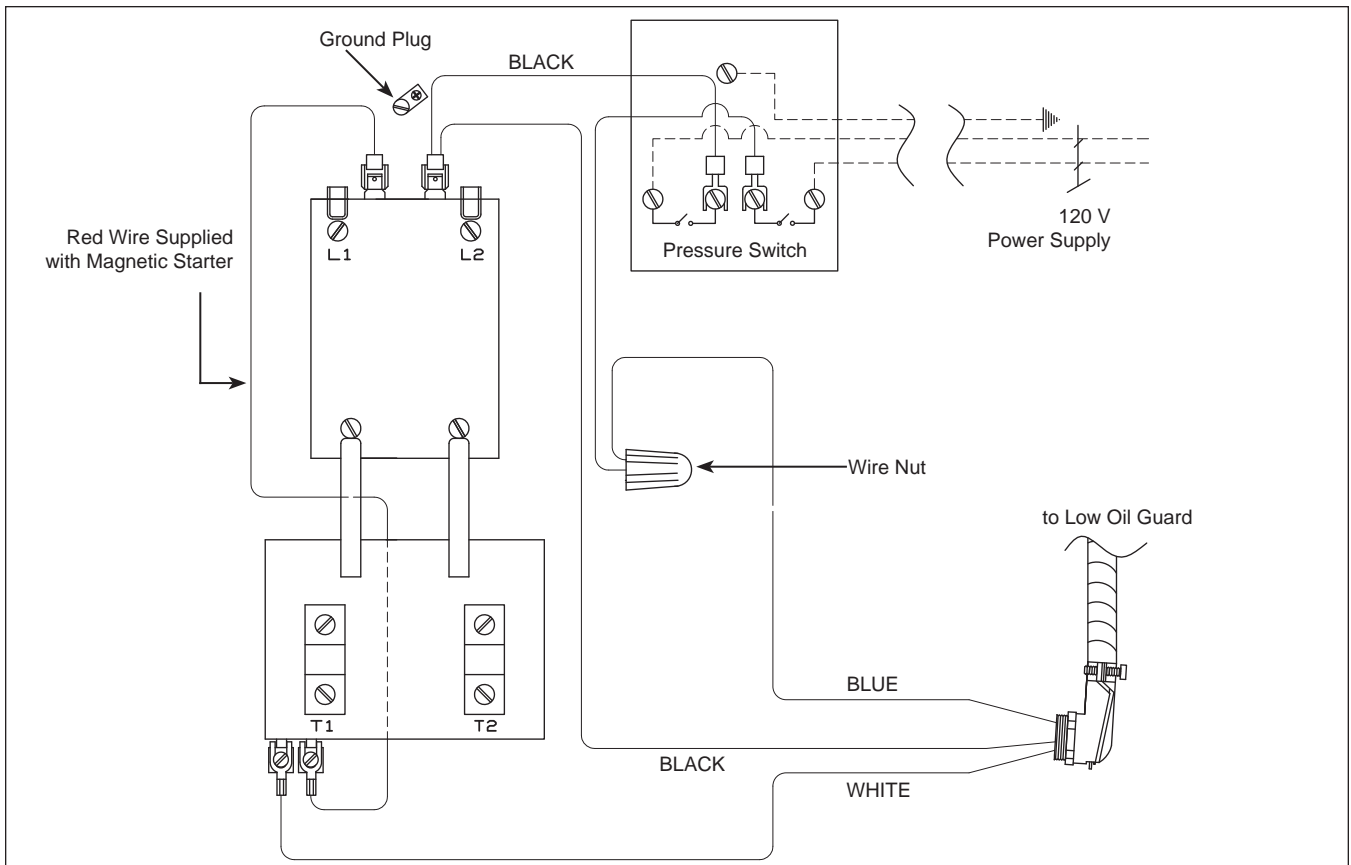 Ground Plug
BLACK
Red Wire Supplied
with Magnetic Starter
L1
L2
Pressure Switch
120 V
Power Supply
Wire Nut
to Low Oil Guard
T1
T2
BLUE
BLACK
WHITE